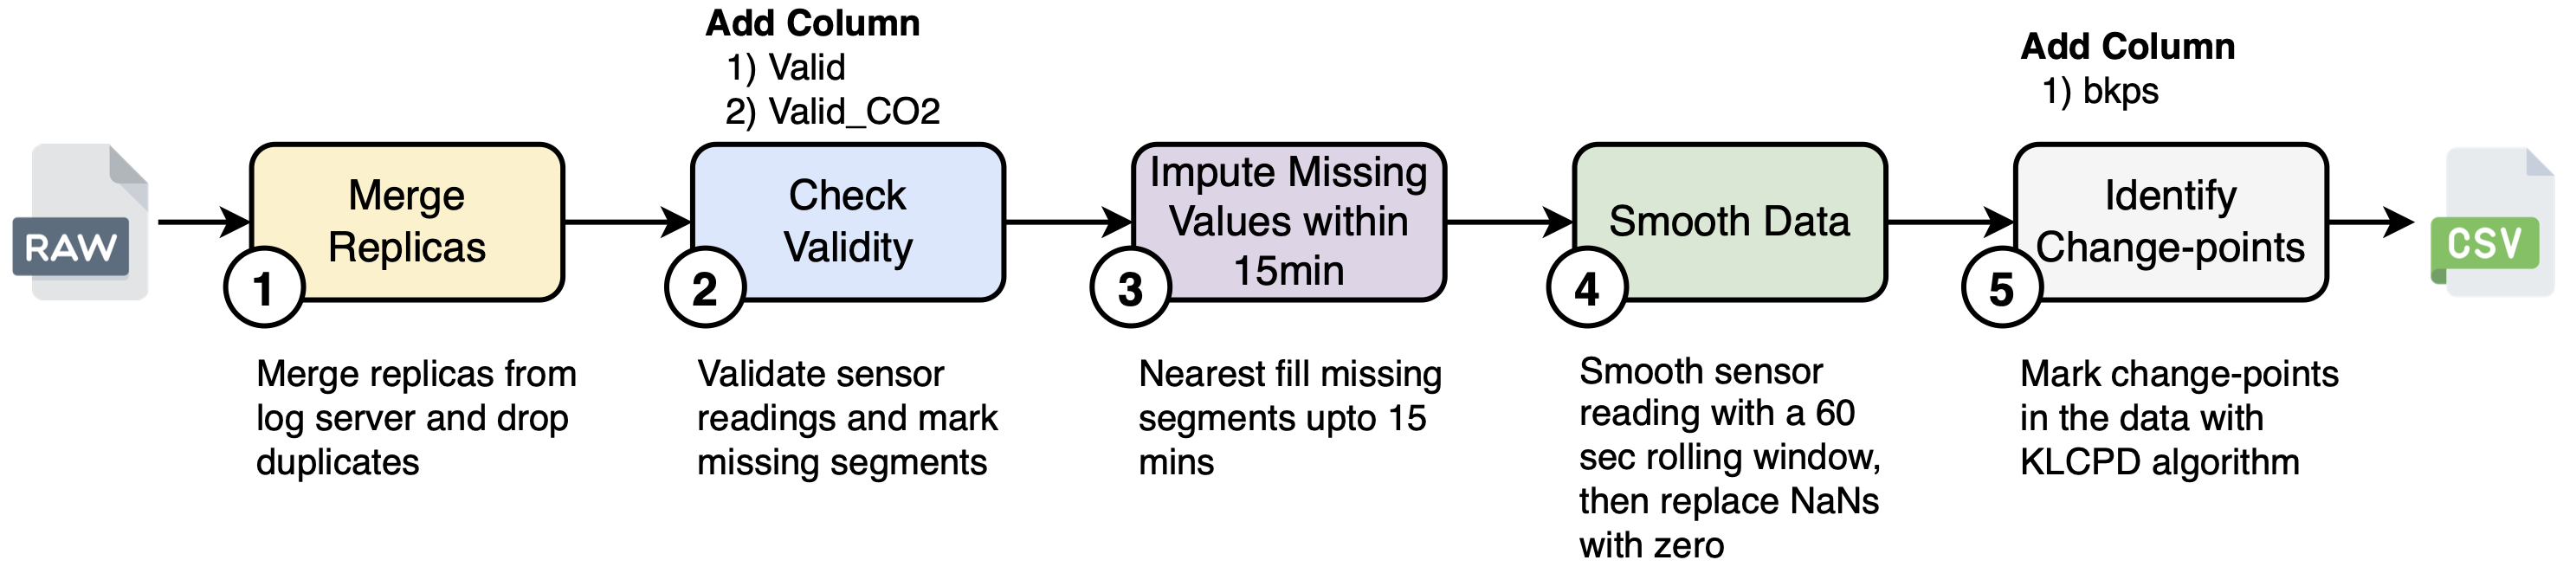 Add Column
1) Valid
2) Valid_CO2
Add Column
1) bkps
RAW
Merge
Replicas
1
Check
Validity
2
Impute Missing
Values within
15min
3
Smooth Data
4
Identify
Change-points
5
CSV
Merge replicas from
log server and drop
duplicates
Validate sensor
readings and mark
missing segments
Nearest fill missing
segments upto 15
mins
Smooth sensor
reading with a 60
sec rolling window,
then replace NaNs
with zero
Mark change-points
in the data with
KLCPD algorithm